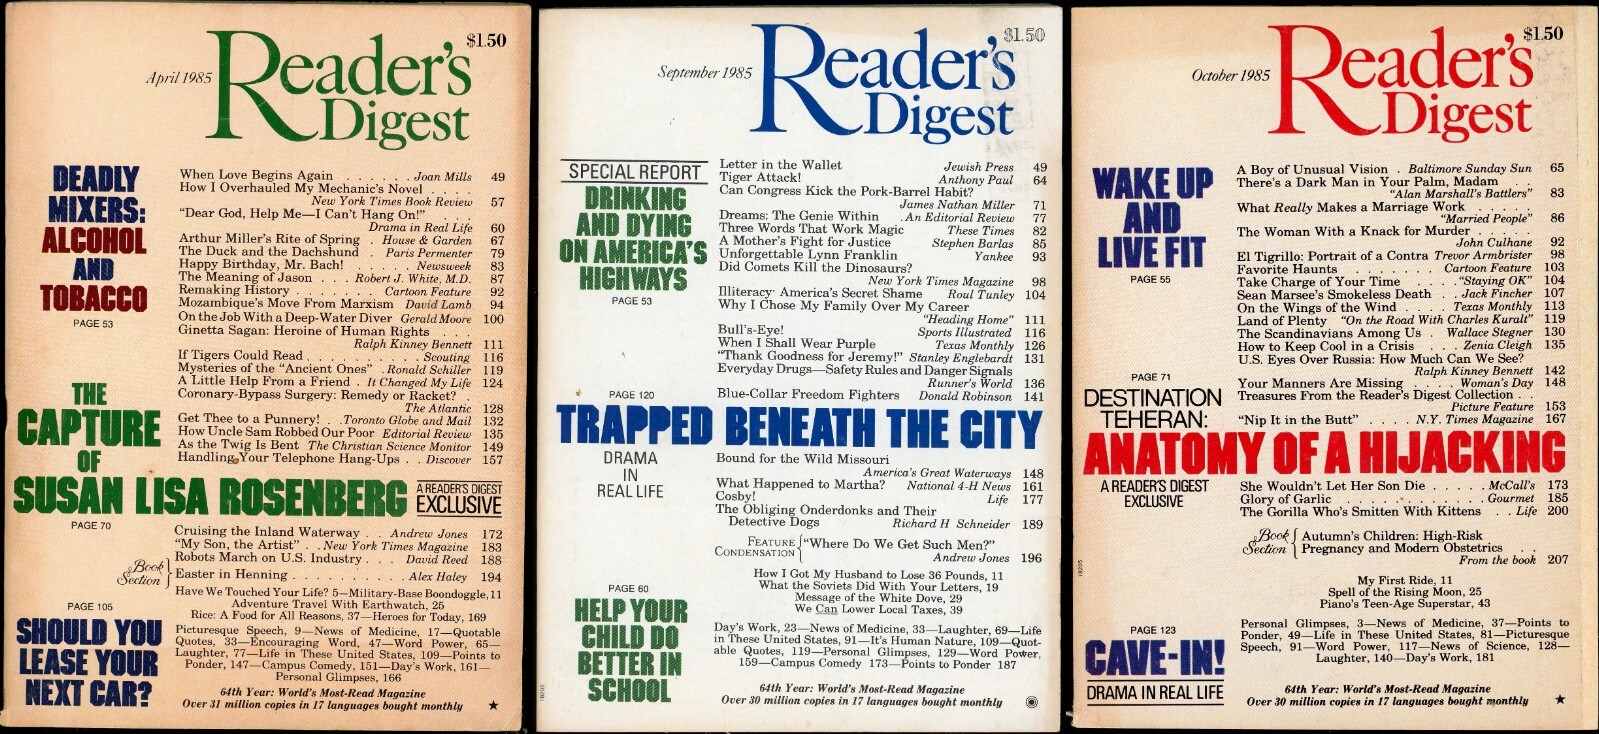 April 1985
$1.50
Reader's
Digest
DEADLY
MIXERS:
ALCOHOL
AND
TOBACCO
PAGE 53
When Love Begins Again . . . . . . . Joan Mills 49
How I Overhauled My Mechanic's Novel . . . .
New York Times Book Review 57
"Dear God, Help Me—I Can't Hang On!" . . .
Drama in Real Life 60
Arthur Miller's Rite of Spring . House & Garden 67
The Duck and the Dachshund . Paris Permenter 79
Happy Birthday, Mr. Bach! . . . . . . Newsweek 83
The Meaning of Jason . . . Robert J. White, M.D. 87
Remaking History . . . . . . Cartoon Feature 92
Mozambique's Move From Marxism David Lamb 94
On the Job With a Deep-Water Diver Gerald Moore 100
Ginetta Sagan: Heroine of Human Rights . . .
Ralph Kinney Bennett 111
If Tigers Could Read . . . . . . . . . . Scouting 116
Mysteries of the "Ancient Ones" . Ronald Schiller 119
A Little Help From a Friend . It Changed My Life 124
Coronary-Bypass Surgery: Remedy or Racket? .
The Atlantic 128
Get Thee to a Punnery! . Toronto Globe and Mail 132
How Uncle Sam Robbed Our Poor Editorial Review 135
As the Twig Is Bent The Christian Science Monitor 149
Handling Your Telephone Hang-Ups . . Discover 157
THE
CAPTURE
OF
SUSAN LISA ROSENBERG
A READER'S DIGEST
EXCLUSIVE
PAGE 70
Cruising the Inland Waterway . . Andrew Jones 172
"My Son, the Artist" . . New York Times Magazine 183
Robots March on U.S. Industry . . . David Reed 188
Book
Section
Easter in Henning . . . . . . . . . . Alex Haley 194
Have We Touched Your Life? 5—Military-Base Boondoggle, 11
Adventure Travel With Earthwatch, 25
Rice: A Food for All Reasons, 37—Heroes for Today, 169
PAGE 105
SHOULD YOU
LEASE YOUR
NEXT CAR?
Picturesque Speech, 9—News of Medicine, 17—Quotable
Quotes, 33—Encouraging Word, 47—Word Power, 65—
Laughter, 77—Life in These United States, 109—Points to
Ponder, 147—Campus Comedy, 151—Day's Work, 161—
Personal Glimpses, 166
64th Year: World's Most-Read Magazine
Over 31 million copies in 17 languages bought monthly
September 1985
$1.50
Reader's
Digest
SPECIAL REPORT
DRINKING
AND DYING
ON AMERICA'S
HIGHWAYS
PAGE 53
Letter in the Wallet Jewish Press 49
Tiger Attack! Anthony Paul 64
Can Congress Kick the Pork-Barrel Habit?
James Nathan Miller 71
Dreams: The Genie Within . An Editorial Review 77
Three Words That Work Magic These Times 82
A Mother's Fight for Justice Stephen Barlas 85
Unforgettable Lynn Franklin Yankee 93
Did Comets Kill the Dinosaurs?
New York Times Magazine 98
Illiteracy: America's Secret Shame Roul Tunley 104
Why I Chose My Family Over My Career
"Heading Home" 111
Bull's-Eye! Sports Illustrated 116
When I Shall Wear Purple Texas Monthly 126
"Thank Goodness for Jeremy!" Stanley Englebardt 131
Everyday Drugs—Safety Rules and Danger Signals
Runner's World 136
Blue-Collar Freedom Fighters Donald Robinson 141
PAGE 120
TRAPPED BENEATH THE CITY
DRAMA
IN
REAL LIFE
Bound for the Wild Missouri
America's Great Waterways 148
What Happened to Martha? National 4-H News 161
Cosby! Life 177
The Obliging Onderdonks and Their
Detective Dogs Richard H Schneider 189
FEATURE
CONDENSATION
"Where Do We Get Such Men?"
Andrew Jones 196
How I Got My Husband to Lose 36 Pounds, 11
What the Soviets Did With Your Letters, 19
Message of the White Dove, 29
We Can Lower Local Taxes, 39
PAGE 60
HELP YOUR
CHILD DO
BETTER IN
SCHOOL
Day's Work, 23—News of Medicine, 33—Laughter, 69—Life
in These United States, 91—It's Human Nature, 109—Quot-
able Quotes, 119—Personal Glimpses, 129—Word Power,
159—Campus Comedy 173—Points to Ponder 187
64th Year: World's Most-Read Magazine
Over 30 million copies in 17 languages bought monthly
October 1985
$1.50
Reader's
Digest
WAKE UP
AND
LIVE FIT
PAGE 55
A Boy of Unusual Vision . Baltimore Sunday Sun 65
There's a Dark Man in Your Palm, Madam . .
"Alan Marshall's Battlers" 83
What Really Makes a Marriage Work . . . . .
"Married People" 86
The Woman With a Knack for Murder . . . . .
John Culhane 92
El Tigrillo: Portrait of a Contra Trevor Armbrister 98
Favorite Haunts . . . . . . . Cartoon Feature 103
Take Charge of Your Time . . . . "Staying OK" 104
Sean Marsee's Smokeless Death . . Jack Fincher 107
On the Wings of the Wind . . . . Texas Monthly 113
Land of Plenty "On the Road With Charles Kuralt" 119
The Scandinavians Among Us . Wallace Stegner 130
How to Keep Cool in a Crisis . . . Zenia Cleigh 135
U.S. Eyes Over Russia: How Much Can We See?
Ralph Kinney Bennett 142
Your Manners Are Missing . . . . Woman's Day 148
Treasures From the Reader's Digest Collection . .
Picture Feature 153
"Nip It in the Butt" . . . . N.Y. Times Magazine 167
PAGE 71
DESTINATION
TEHERAN:
ANATOMY OF A HIJACKING
A READER'S DIGEST
EXCLUSIVE
She Wouldn't Let Her Son Die . . . . . McCall's 173
Glory of Garlic . . . . . . . . . . . Gourmet 185
The Gorilla Who's Smitten With Kittens . . Life 200
Book
Section
Autumn's Children: High-Risk
Pregnancy and Modern Obstetrics . .
From the book 207
My First Ride, 11
Spell of the Rising Moon, 25
Piano's Teen-Age Superstar, 43
PAGE 123
CAVE-IN!
DRAMA IN REAL LIFE
Personal Glimpses, 3—News of Medicine, 37—Points to
Ponder, 49—Life in These United States, 81—Picturesque
Speech, 91—Word Power, 117—News of Science, 128—
Laughter, 140—Day's Work, 181
64th Year: World's Most-Read Magazine
Over 30 million copies in 17 languages bought monthly